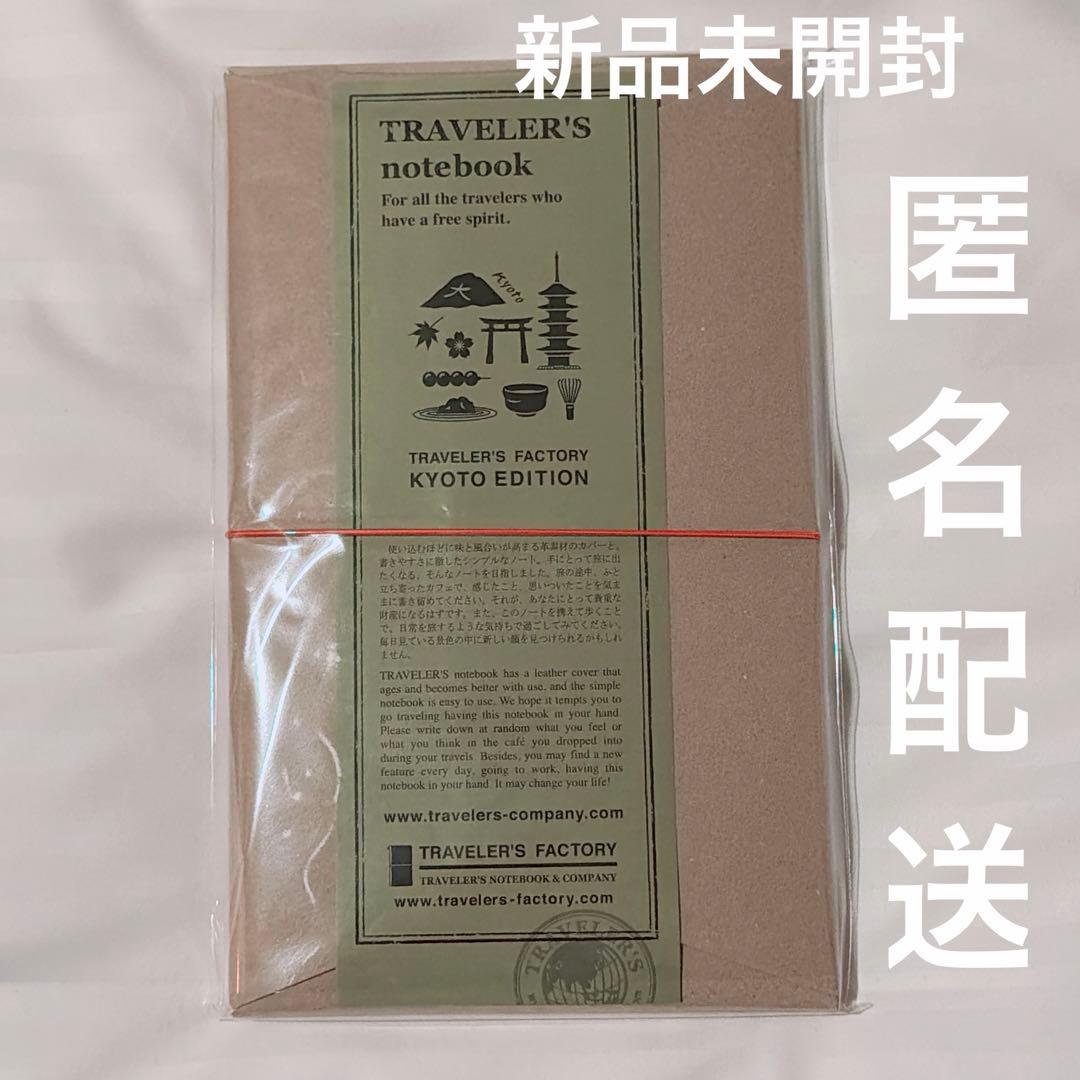 新品未開封
匿名配送
TRAVELER'S
notebook
For all the travelers who
have a free spirit.
Kyoto
大
TRAVELER'S FACTORY
KYOTO EDITION
使い込むほどに味と風合いが高まる革素材のカバーと、
書きやすさに徹したシンプルなノート。手にとって旅に出
たくなる、そんなノートを目指しました。旅の途中、ふと
立ち寄ったカフェで、感じたこと、思いついたことを気ま
まに書き留めてください。それが、あなたにとって貴重な
財産になるはずです。また、このノートを携えて歩くこと
で、日常を旅するような気持ちで過ごしてみてください。
毎日見ている景色の中に新しい顔を見つけられるかもしれ
ません。
TRAVELER'S notebook has a leather cover that
ages and becomes better with use, and the simple
notebook is easy to use. We hope it tempts you to
go traveling having this notebook in your hand.
Please write down at random what you feel or
what you think in the café you dropped into
during your travels. Besides, you may find a new
feature every day, going to work, having this
notebook in your hand. It may change your life!
www.travelers-company.com
TRAVELER'S FACTORY
TRAVELER'S NOTEBOOK & COMPANY
www.travelers-factory.com
TRAVELER'S